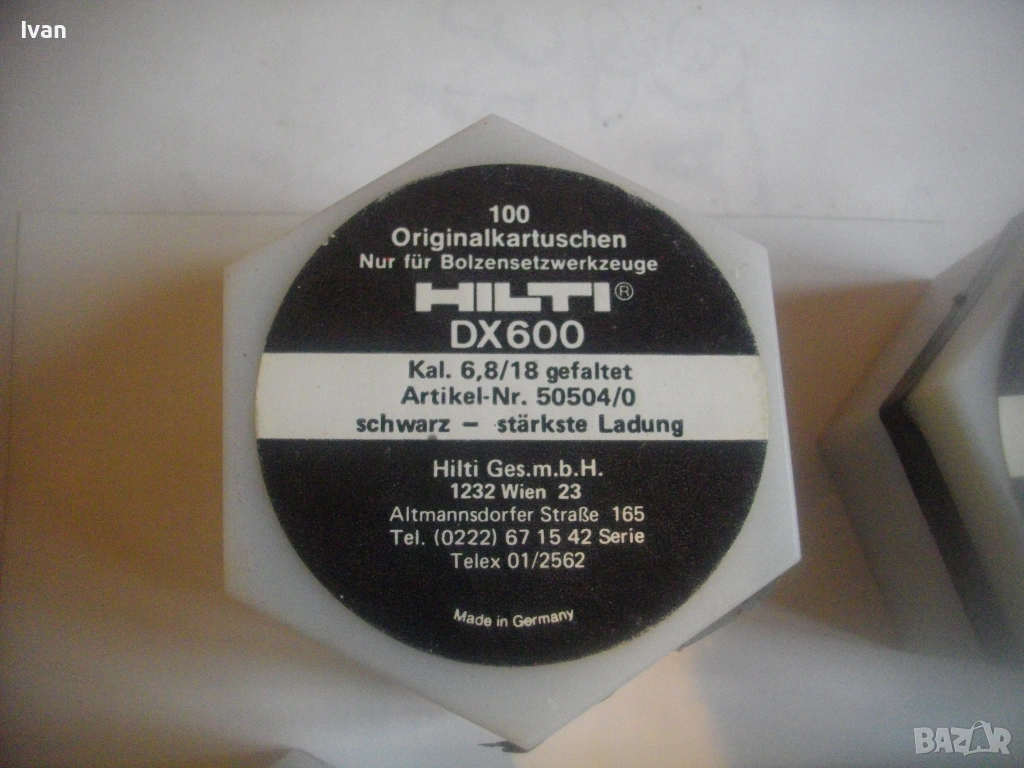 Ivan
100
Originalkartuschen
Nur für Bolzensetzwerkzeuge
HILTI®
DX600
Kal. 6,8/18 gefaltet
Artikel-Nr. 50504/0
schwarz – stärkste Ladung
Hilti Ges.m.b.H.
1232 Wien 23
Altmannsdorfer Straße 165
Tel. (0222) 67 15 42 Serie
Telex 01/2562
Made in Germany
BAZAR